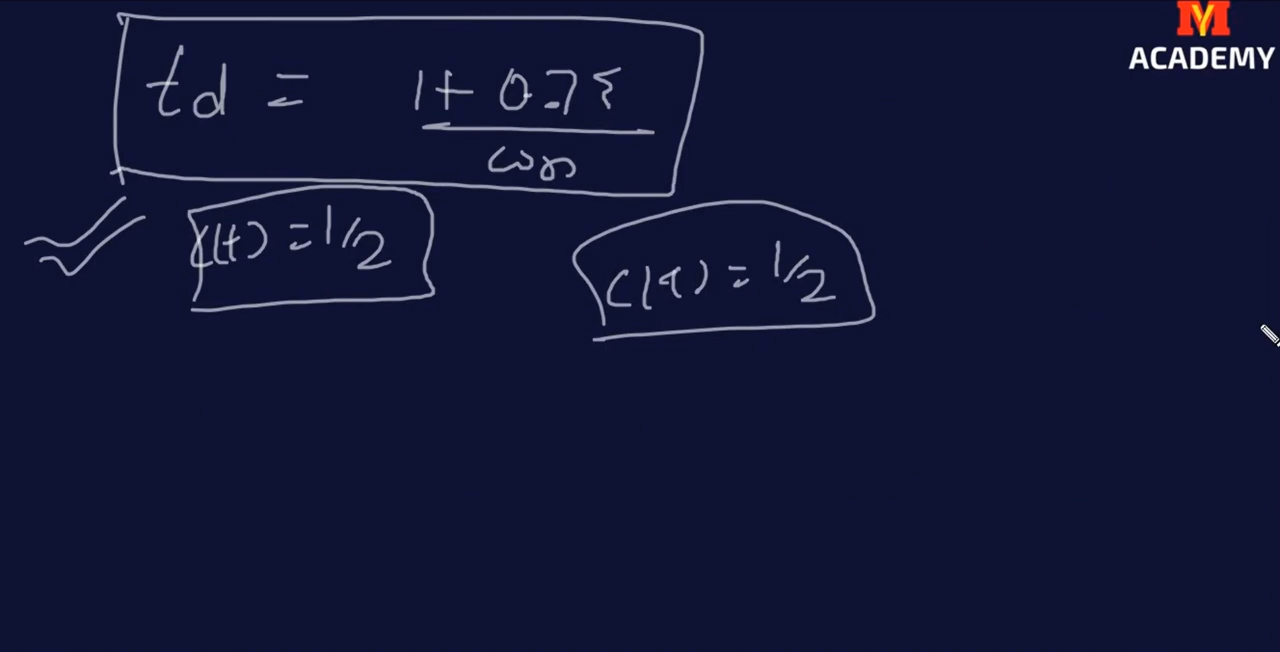 M
ACADEMY
td = 1+0.7ξ / ωn
c(t) = 1/2
c(t) = 1/2